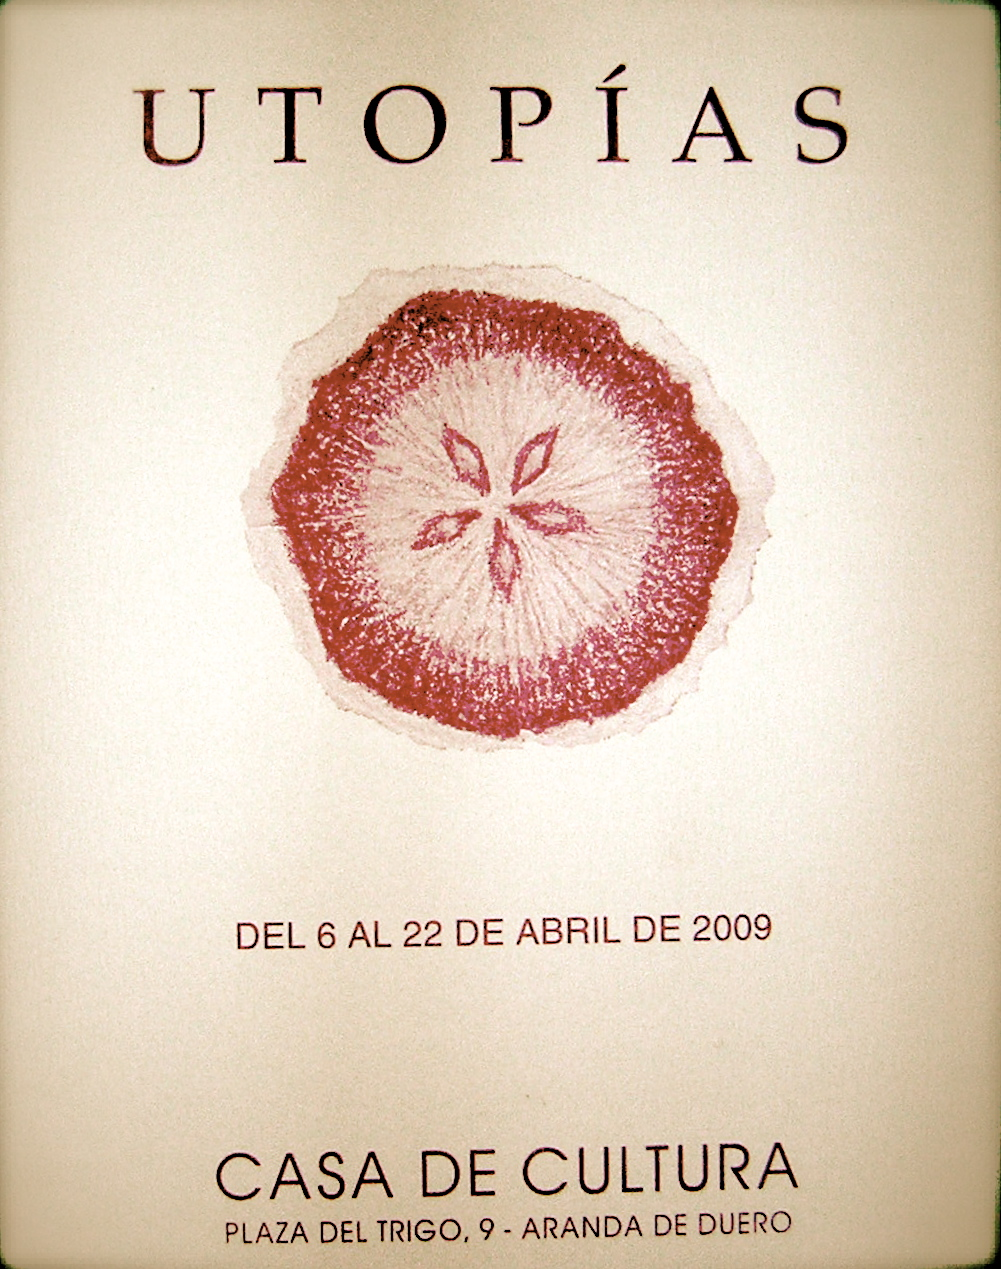 UTOPÍAS
DEL 6 AL 22 DE ABRIL DE 2009
CASA DE CULTURA
PLAZA DEL TRIGO, 9 - ARANDA DE DUERO